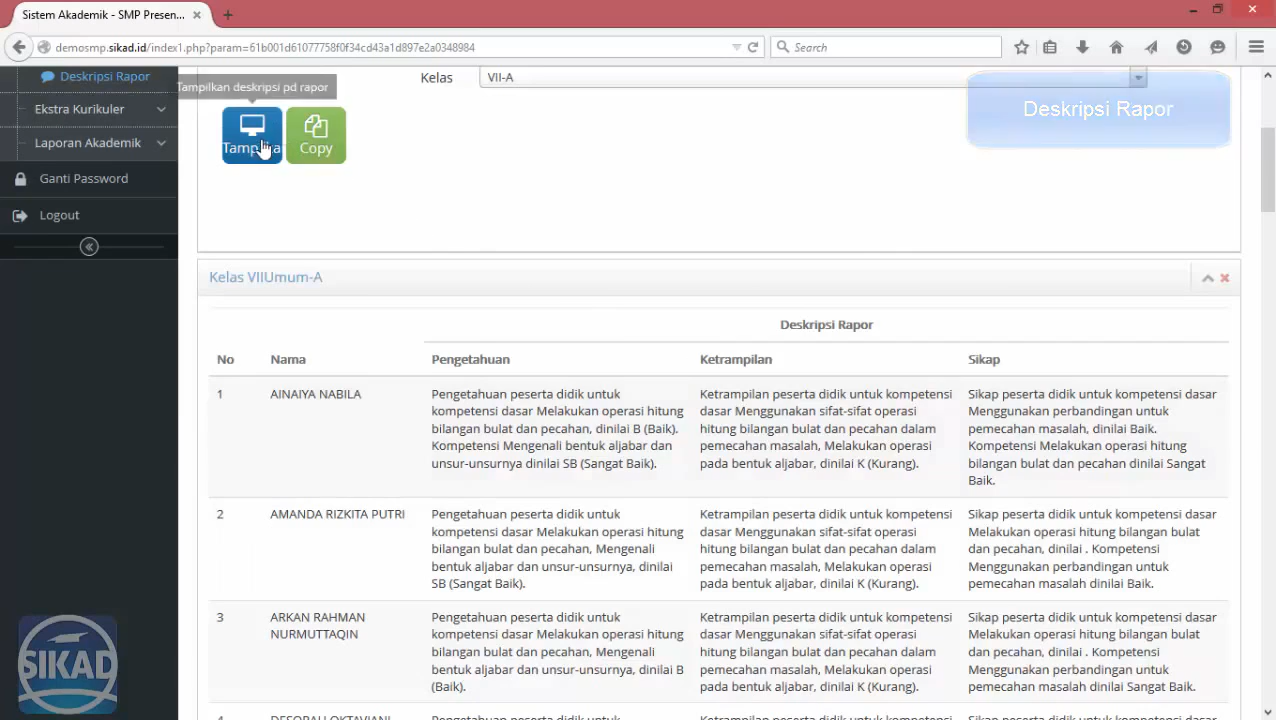 Sistem Akademik - SMP Presen...
demosmp.sikad.id/index1.php?param=61b001d61077758f0f34cd43a1d897e2a0348984
Search
Deskripsi Rapor
Ekstra Kurikuler
Laporan Akademik
Ganti Password
Logout
Tampilkan deskripsi pd rapor
Kelas
VII-A
Deskripsi Rapor
Copy
Kelas VIIUmum-A
Deskripsi Rapor
No
Nama
Pengetahuan
Ketrampilan
Sikap
1
AINAIYA NABILA
Pengetahuan peserta didik untuk
kompetensi dasar Melakukan operasi hitung
bilangan bulat dan pecahan, dinilai B (Baik).
Kompetensi Mengenali bentuk aljabar dan
unsur-unsurnya dinilai SB (Sangat Baik).
Ketrampilan peserta didik untuk kompetensi
dasar Menggunakan sifat-sifat operasi
hitung bilangan bulat dan pecahan dalam
pemecahan masalah, Melakukan operasi
pada bentuk aljabar, dinilai K (Kurang).
Sikap peserta didik untuk kompetensi dasar
Menggunakan perbandingan untuk
pemecahan masalah, dinilai Baik.
Kompetensi Melakukan operasi hitung
bilangan bulat dan pecahan dinilai Sangat
Baik.
2
AMANDA RIZKITA PUTRI
Pengetahuan peserta didik untuk
kompetensi dasar Melakukan operasi hitung
bilangan bulat dan pecahan, Mengenali
bentuk aljabar dan unsur-unsurnya, dinilai
SB (Sangat Baik).
Ketrampilan peserta didik untuk kompetensi
dasar Menggunakan sifat-sifat operasi
hitung bilangan bulat dan pecahan dalam
pemecahan masalah, Melakukan operasi
pada bentuk aljabar, dinilai K (Kurang).
Sikap peserta didik untuk kompetensi dasar
Melakukan operasi hitung bilangan bulat
dan pecahan, dinilai . Kompetensi
Menggunakan perbandingan untuk
pemecahan masalah dinilai Baik.
3
ARKAN RAHMAN
NURMUTTAQIN
Pengetahuan peserta didik untuk
kompetensi dasar Melakukan operasi hitung
bilangan bulat dan pecahan, Mengenali
bentuk aljabar dan unsur-unsurnya, dinilai B
(Baik).
Ketrampilan peserta didik untuk kompetensi
dasar Menggunakan sifat-sifat operasi
hitung bilangan bulat dan pecahan dalam
pemecahan masalah, Melakukan operasi
pada bentuk aljabar, dinilai K (Kurang).
Sikap peserta didik untuk kompetensi dasar
Melakukan operasi hitung bilangan bulat
dan pecahan, dinilai . Kompetensi
Menggunakan perbandingan untuk
pemecahan masalah dinilai Sangat Baik.
SIKAD